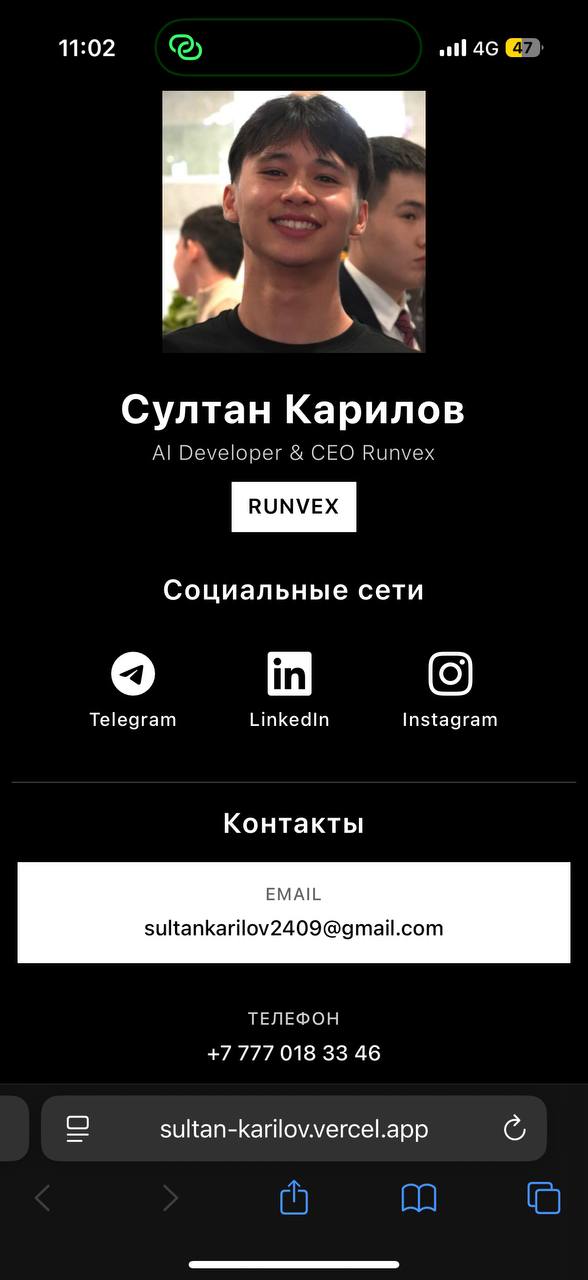 11:02
4G
47
Султан Карилов
AI Developer & CEO Runvex
RUNVEX
Социальные сети
Telegram
LinkedIn
Instagram
Контакты
EMAIL
sultankarilov2409@gmail.com
ТЕЛЕФОН
+7 777 018 33 46
sultan-karilov.vercel.app